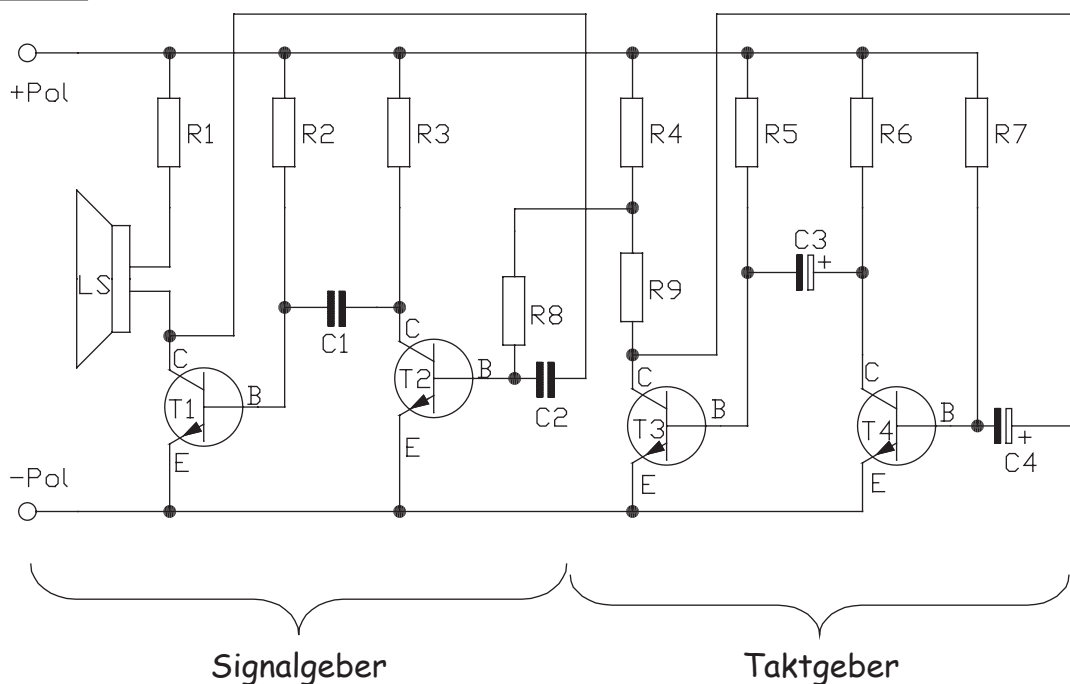 +Pol
R1
R2
R3
R4
R5
R6
R7
LS
C1
R8
R9
C3
+
C
T1
B
E
C
T2
B
E
C2
C
T3
B
E
C
T4
B
E
+
C4
-Pol
Signalgeber
Taktgeber